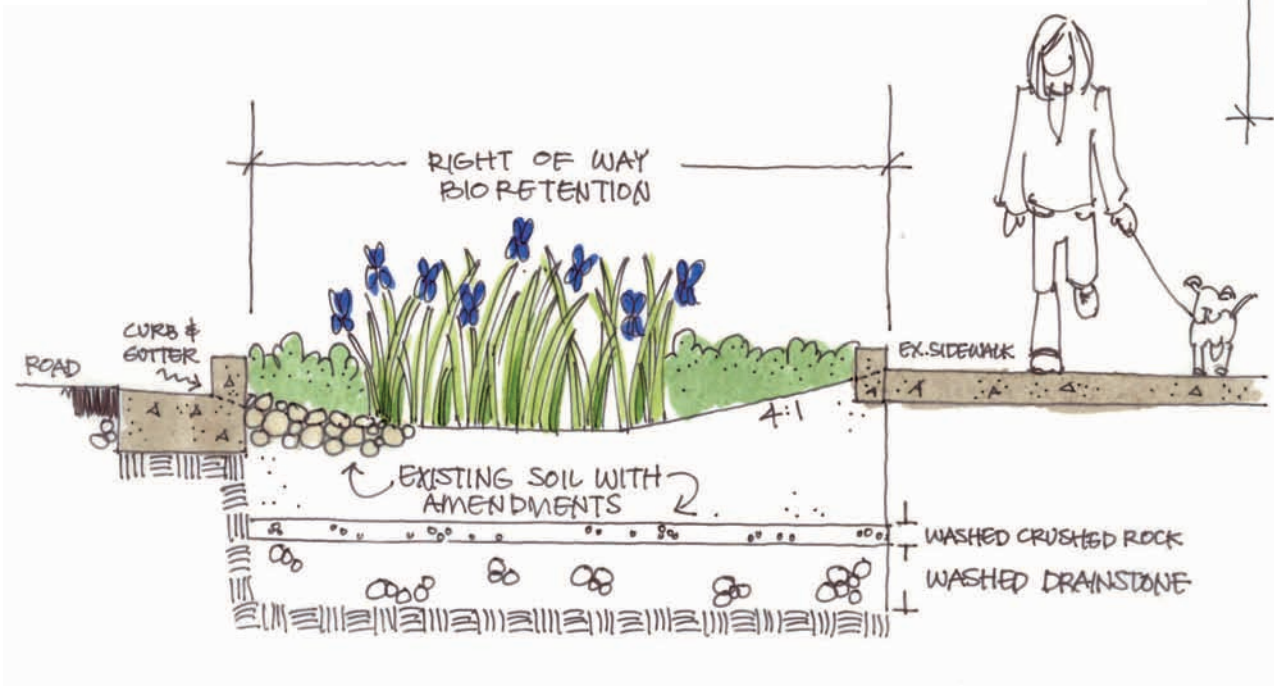 RIGHT OF WAY
BIORETENTION
CURB &
GUTTER
ROAD
EX. SIDEWALK
4:1
EXISTING SOIL WITH
AMENDMENTS
WASHED CRUSHED ROCK
WASHED DRAINSTONE